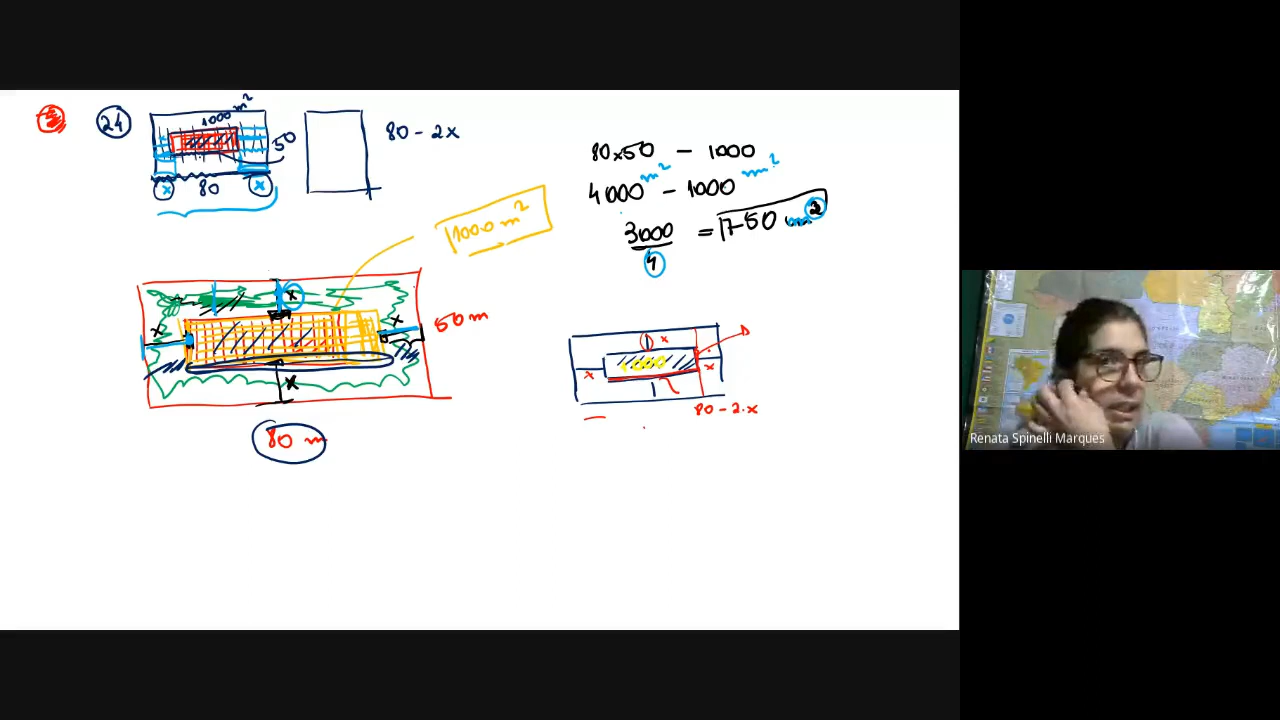 24
1000 m²
50
x
80
x
80 - 2x
80x50 - 1000
m²
m²
4000 - 1000
3000
4
= 750 m²
1000 m²
x
x
x
50 m
x
80 m
x
1000
x
x
80 - 2.x
Renata Spinelli Marques